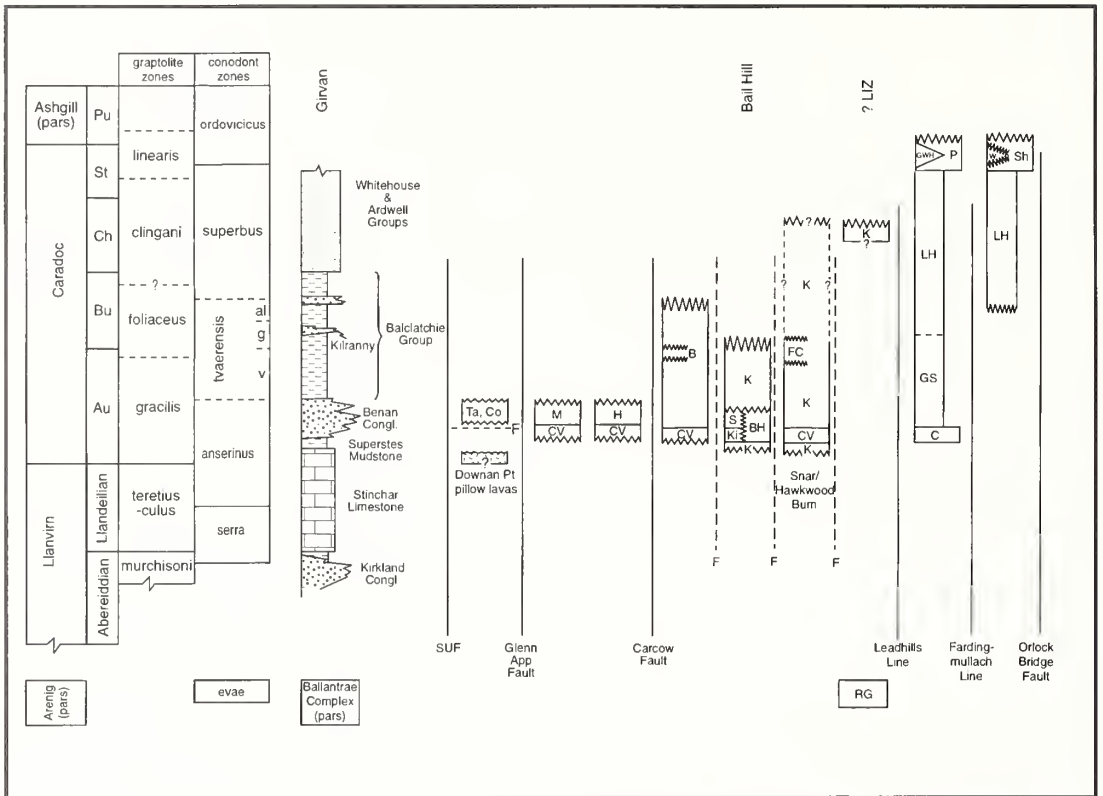 graptolite
zones
conodont
zones
Girvan
Bail Hill
? LIZ
Ashgill
(pars)
Pu
ordovicicus
linearis
St
Caradoc
Ch
clingani
superbus
?
Bu
foliaceus
al
g
tvaerensis
v
Au
gracilis
anserinus
Llanvirn
Llandeilian
teretius
-culus
serra
Abereiddian
murchisoni
Arenig
(pars)
evae
Ballantrae
Complex
(pars)
Whitehouse
&
Ardwell
Groups
Balclatchie
Group
Kilranny
Benan
Congl.
Superstes
Mudstone
Stinchar
Limestone
Kirkland
Congl
Ta, Co
F
?
Downan Pt
pillow lavas
M
CV
H
CV
B
CV
K
S
Ki
BH
K
?
? K ?
FC
K
CV
K
Snar/
Hawkwood
Burn
K
?
GWH P
LH
GS
C
W Sh
LH
F
F
F
SUF
Glenn
App
Fault
Carcow
Fault
Leadhills
Line
Farding-
mullach
Line
Orlock
Bridge
Fault
RG